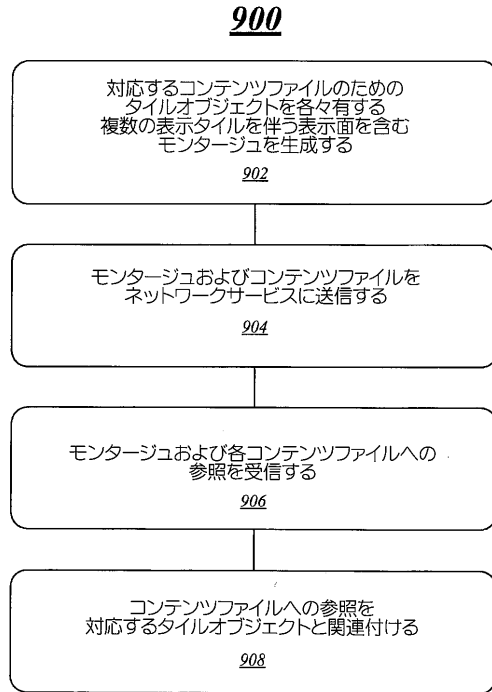 900
対応するコンテンツファイルのための
タイルオブジェクトを各々有する
複数の表示タイルを伴う表示面を含む
モンタージュを生成する
902
モンタージュおよびコンテンツファイルを
ネットワークサービスに送信する
904
モンタージュおよび各コンテンツファイルへの
参照を受信する
906
コンテンツファイルへの参照を
対応するタイルオブジェクトと関連付ける
908